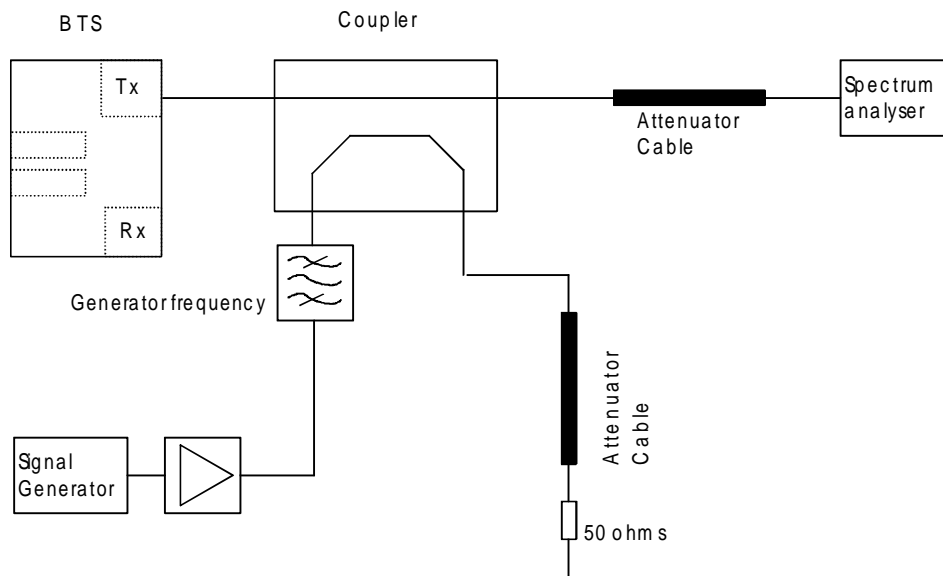 BTS
Coupler
Tx
Spectrum
analyser
Attenuator
Cable
Rx
Generator frequency
Attenuator
Cable
Signal
Generator
50 ohms